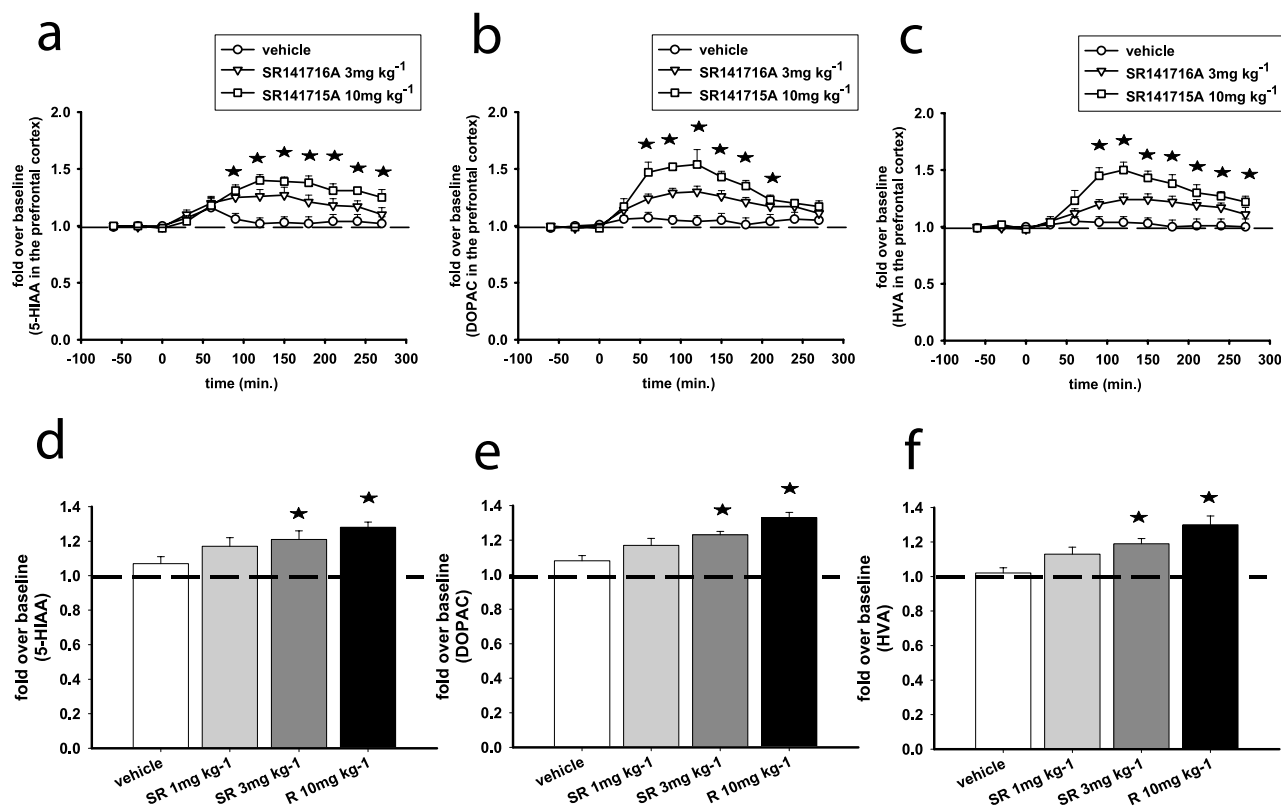 a
vehicle
SR141716A 3mg kg-1
SR141715A 10mg kg-1
fold over baseline
(5-HIAA in the prefrontal cortex)
2.0
1.5
1.0
0.5
0.0
-100 -50 0 50 100 150 200 250 300
time (min.)
b
vehicle
SR141716A 3mg kg-1
SR141715A 10mg kg-1
fold over baseline
(DOPAC in the prefrontal cortex)
2.0
1.5
1.0
0.5
0.0
-100 -50 0 50 100 150 200 250 300
time (min.)
c
vehicle
SR141716A 3mg kg-1
SR141715A 10mg kg-1
fold over baseline
(HVA in the prefrontal cortex)
2.0
1.5
1.0
0.5
0.0
-100 -50 0 50 100 150 200 250 300
time (min.)
d
fold over baseline
(5-HIAA)
1.4
1.2
1.0
0.8
0.6
0.4
0.2
0.0
vehicle
SR 1mg kg-1
SR 3mg kg-1
R 10mg kg-1
e
fold over baseline
(DOPAC)
1.4
1.2
1.0
0.8
0.6
0.4
0.2
0.0
vehicle
SR 1mg kg-1
SR 3mg kg-1
R 10mg kg-1
f
fold over baseline
(HVA)
1.4
1.2
1.0
0.8
0.6
0.4
0.2
0.0
vehicle
SR 1mg kg-1
SR 3mg kg-1
R 10mg kg-1